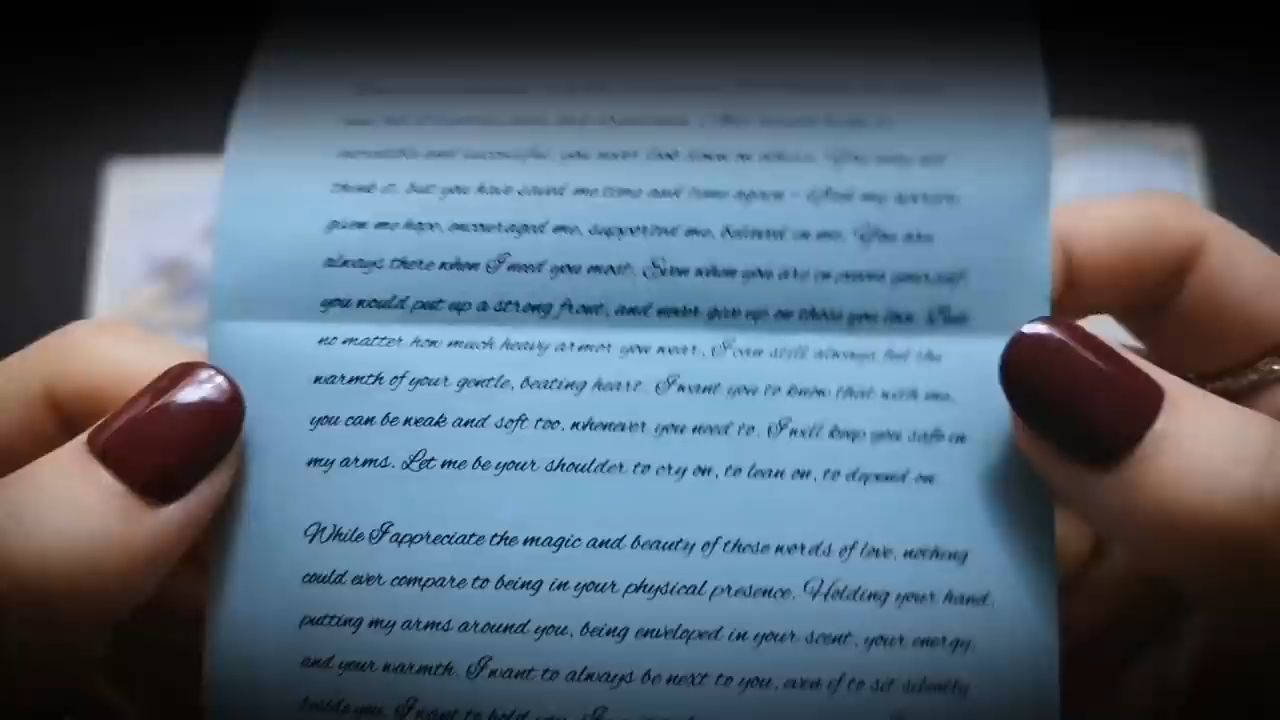 incredible and successful, you never look down on others. You may not
think it, but you have saved me time and time again – lifted my spirits,
given me hope, encouraged me, supported me, believed in me. You are
always there when I need you most. Even when you are in pieces yourself,
you would put up a strong front, and never give up on those you love. But
no matter how much heavy armor you wear, I can still always feel the
warmth of your gentle, beating heart. I want you to know that with me,
you can be weak and soft too, whenever you need to. I will keep you safe in
my arms. Let me be your shoulder to cry on, to lean on, to depend on.
While I appreciate the magic and beauty of those words of love, nothing
could ever compare to being in your physical presence. Holding your hand,
putting my arms around you, being enveloped in your scent, your energy,
and your warmth. I want to always be next to you, even if to sit silently
beside you. I want to hold you.